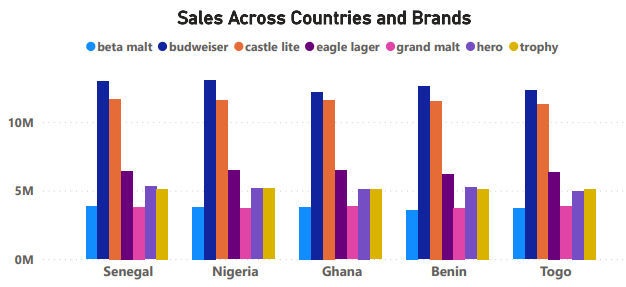 Sales Across Countries and Brands
beta malt budweiser castle lite eagle lager grand malt hero trophy
10M
5M
0M
Senegal Nigeria Ghana Benin Togo